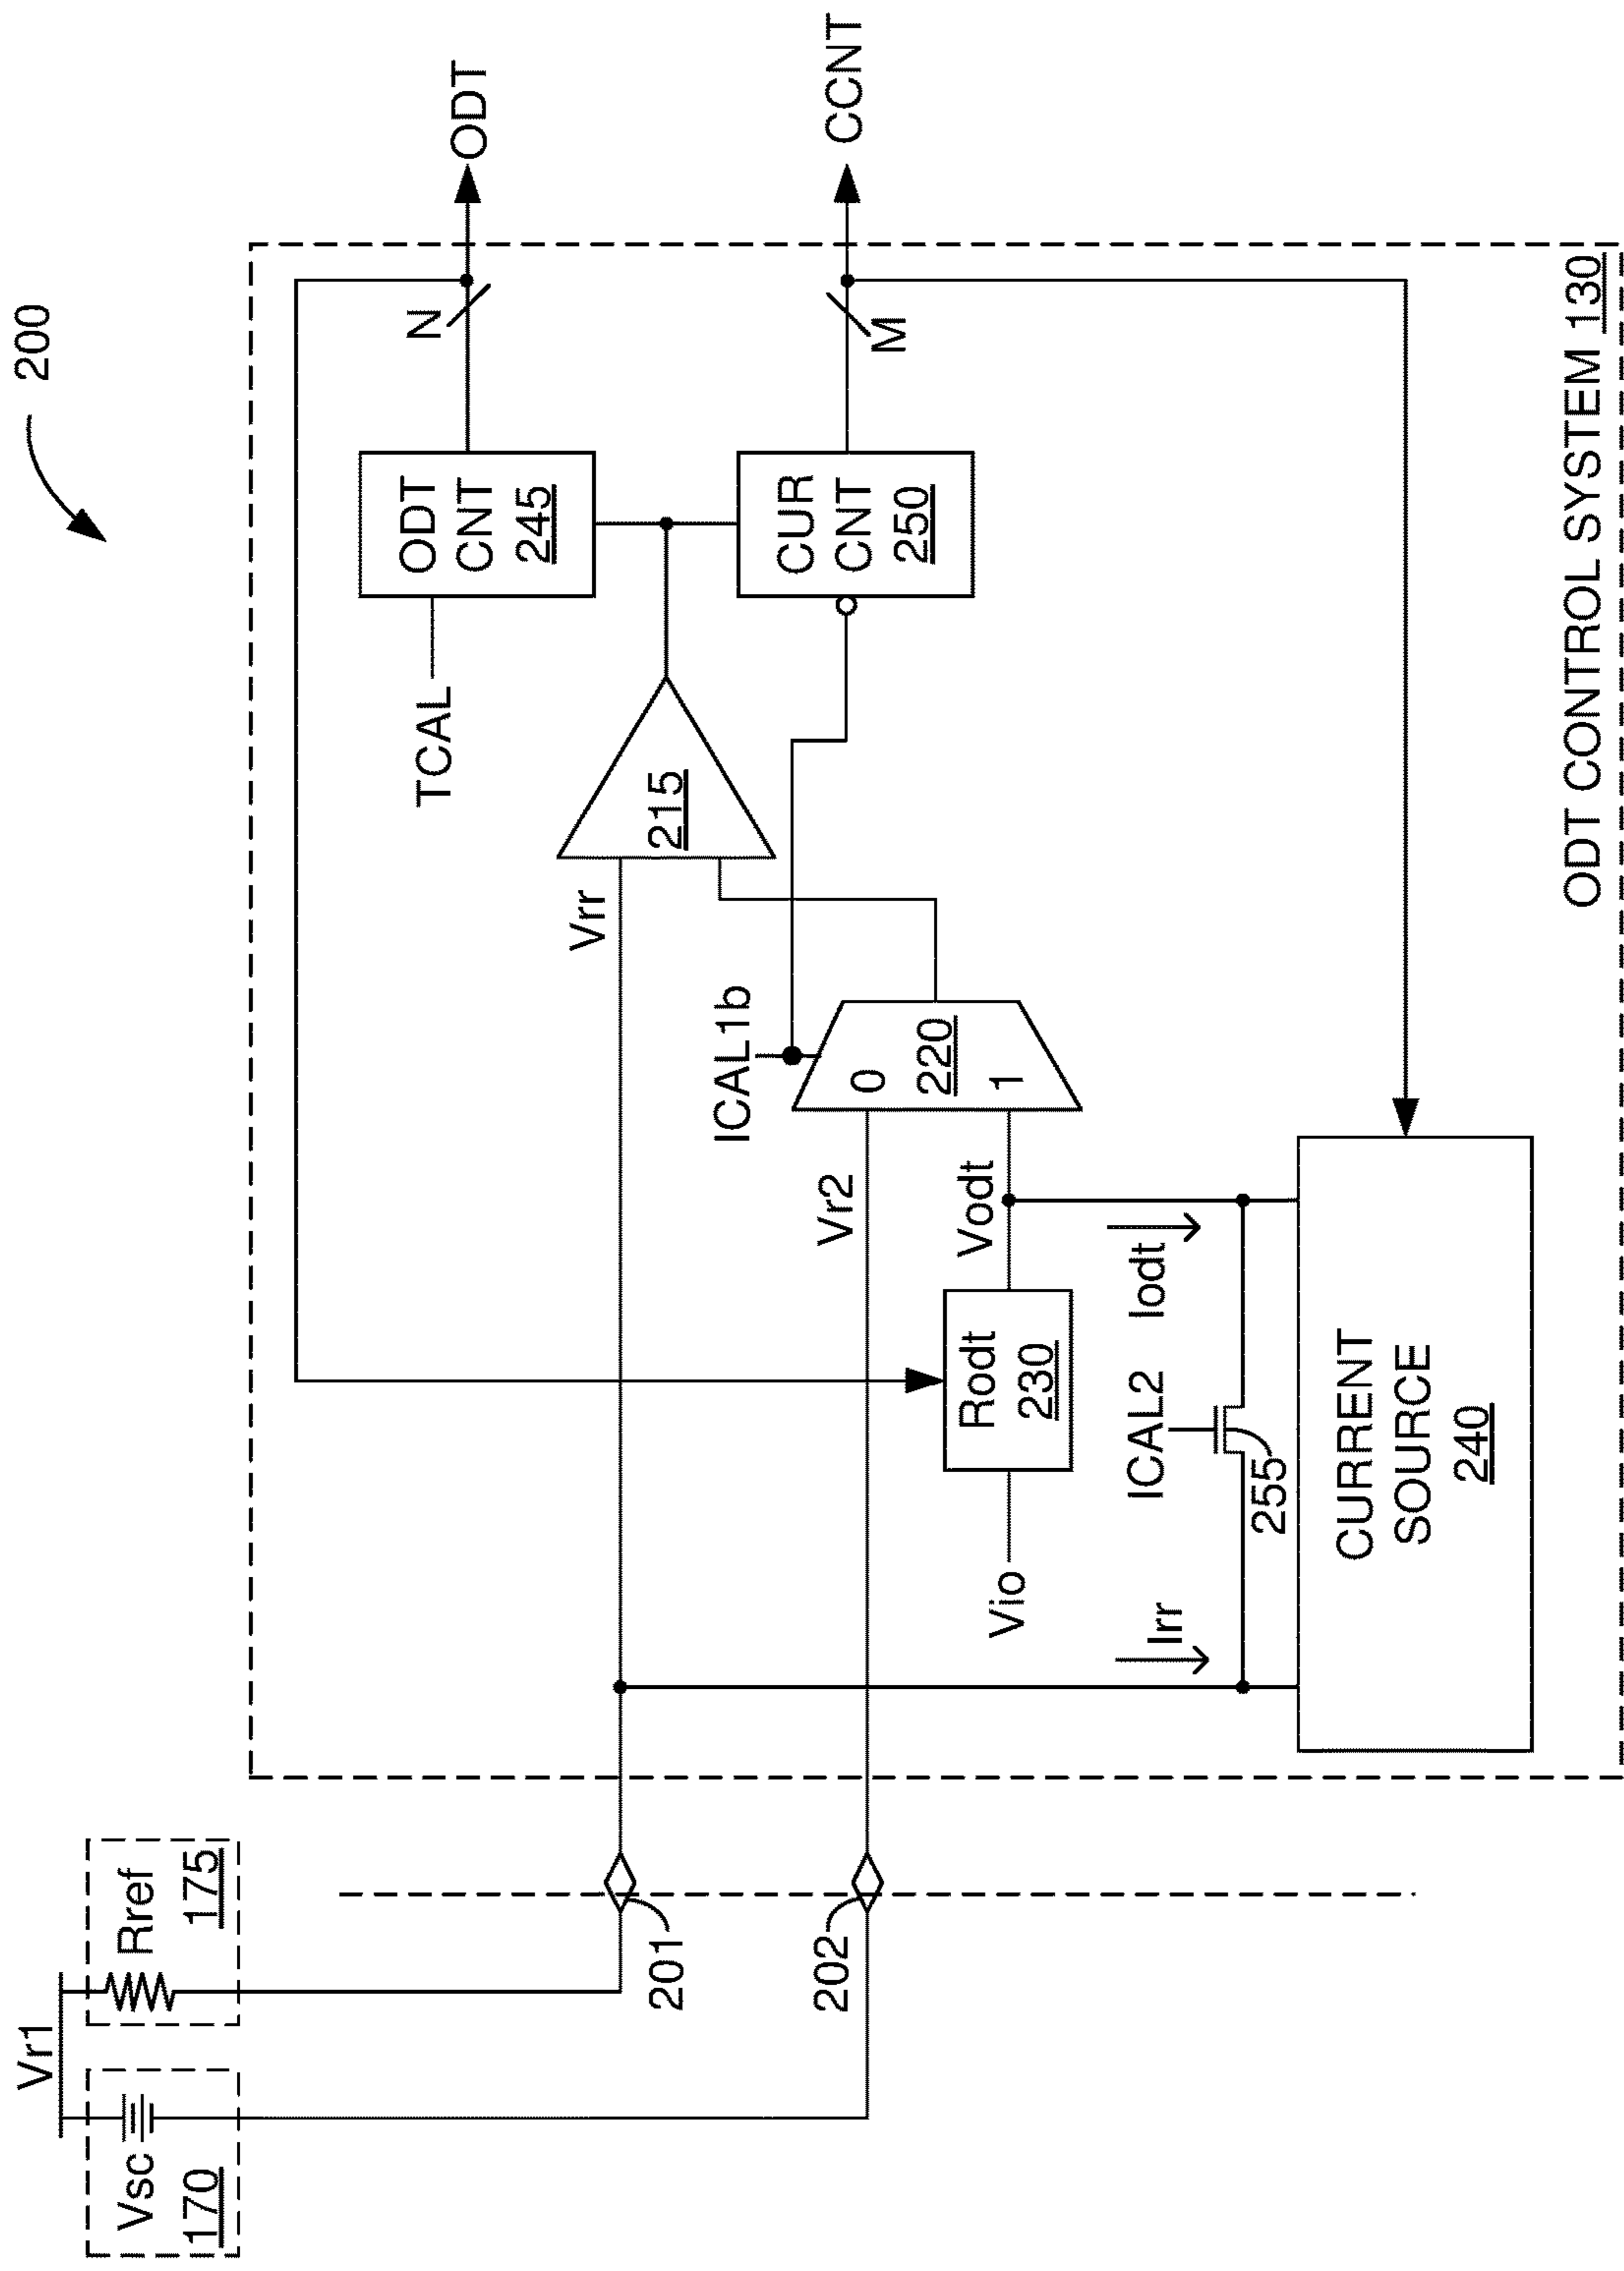 200
Vr1
Vsc
170
Rref
175
201
202
Vrr
Vr2
Vodt
Vio
Rodt
230
Irr
Iodt
ICAL2
255
CURRENT
SOURCE
240
ICAL1b
0
220
1
215
TCAL
ODT
CNT
245
CUR
CNT
250
N
M
ODT
CCNT
ODT CONTROL SYSTEM 130